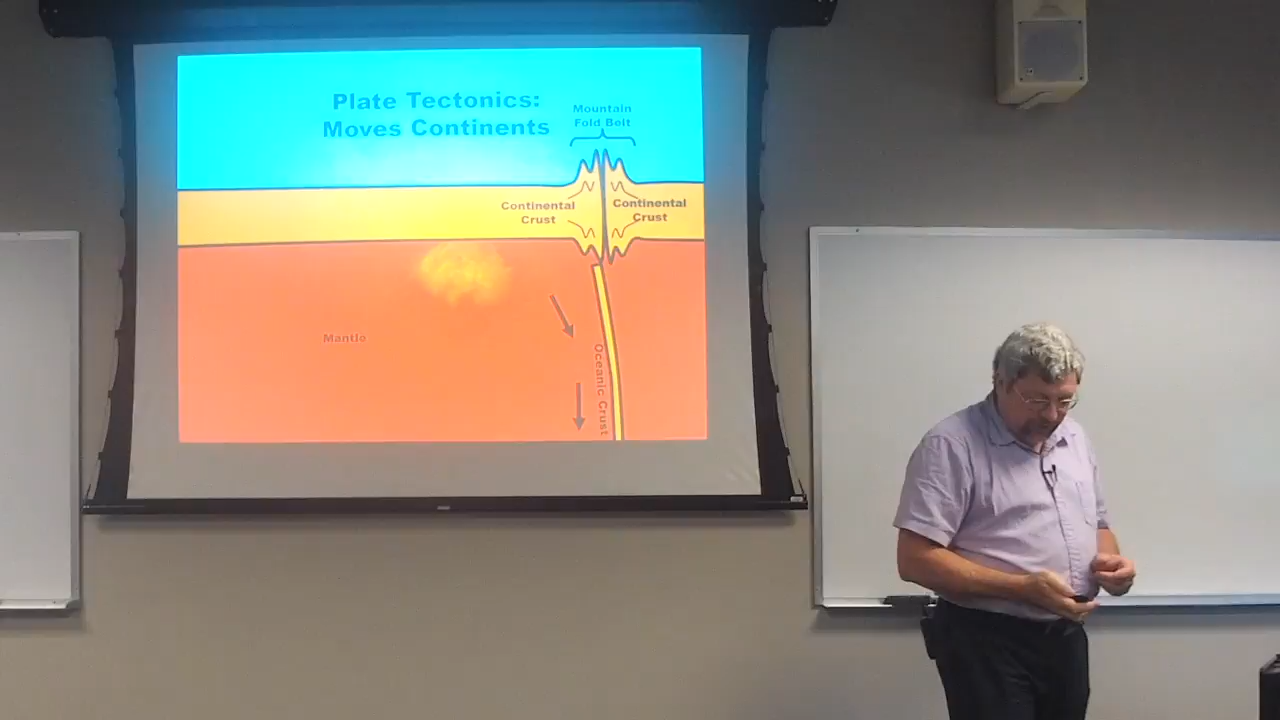 Plate Tectonics:
Moves Continents
Mountain
Fold Belt
Continental
Crust
Continental
Crust
Mantle
Oceanic Crust